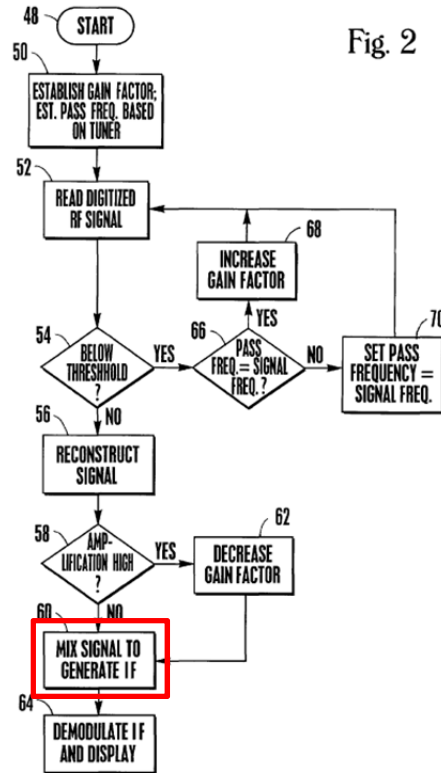 48
START
Fig. 2
50
ESTABLISH GAIN FACTOR;
EST. PASS FREQ. BASED
ON TUNER
52
READ DIGITIZED
RF SIGNAL
68
INCREASE
GAIN FACTOR
54
BELOW
THRESHHOLD
?
YES
66
YES
PASS
FREQ.= SIGNAL
FREQ. ?
NO
70
SET PASS
FREQUENCY =
SIGNAL FREQ.
NO
56
RECONSTRUCT
SIGNAL
58
AMP-
LIFICATION HIGH
?
YES
62
DECREASE
GAIN FACTOR
NO
60
MIX SIGNAL TO
GENERATE IF
64
DEMODULATE IF
AND DISPLAY